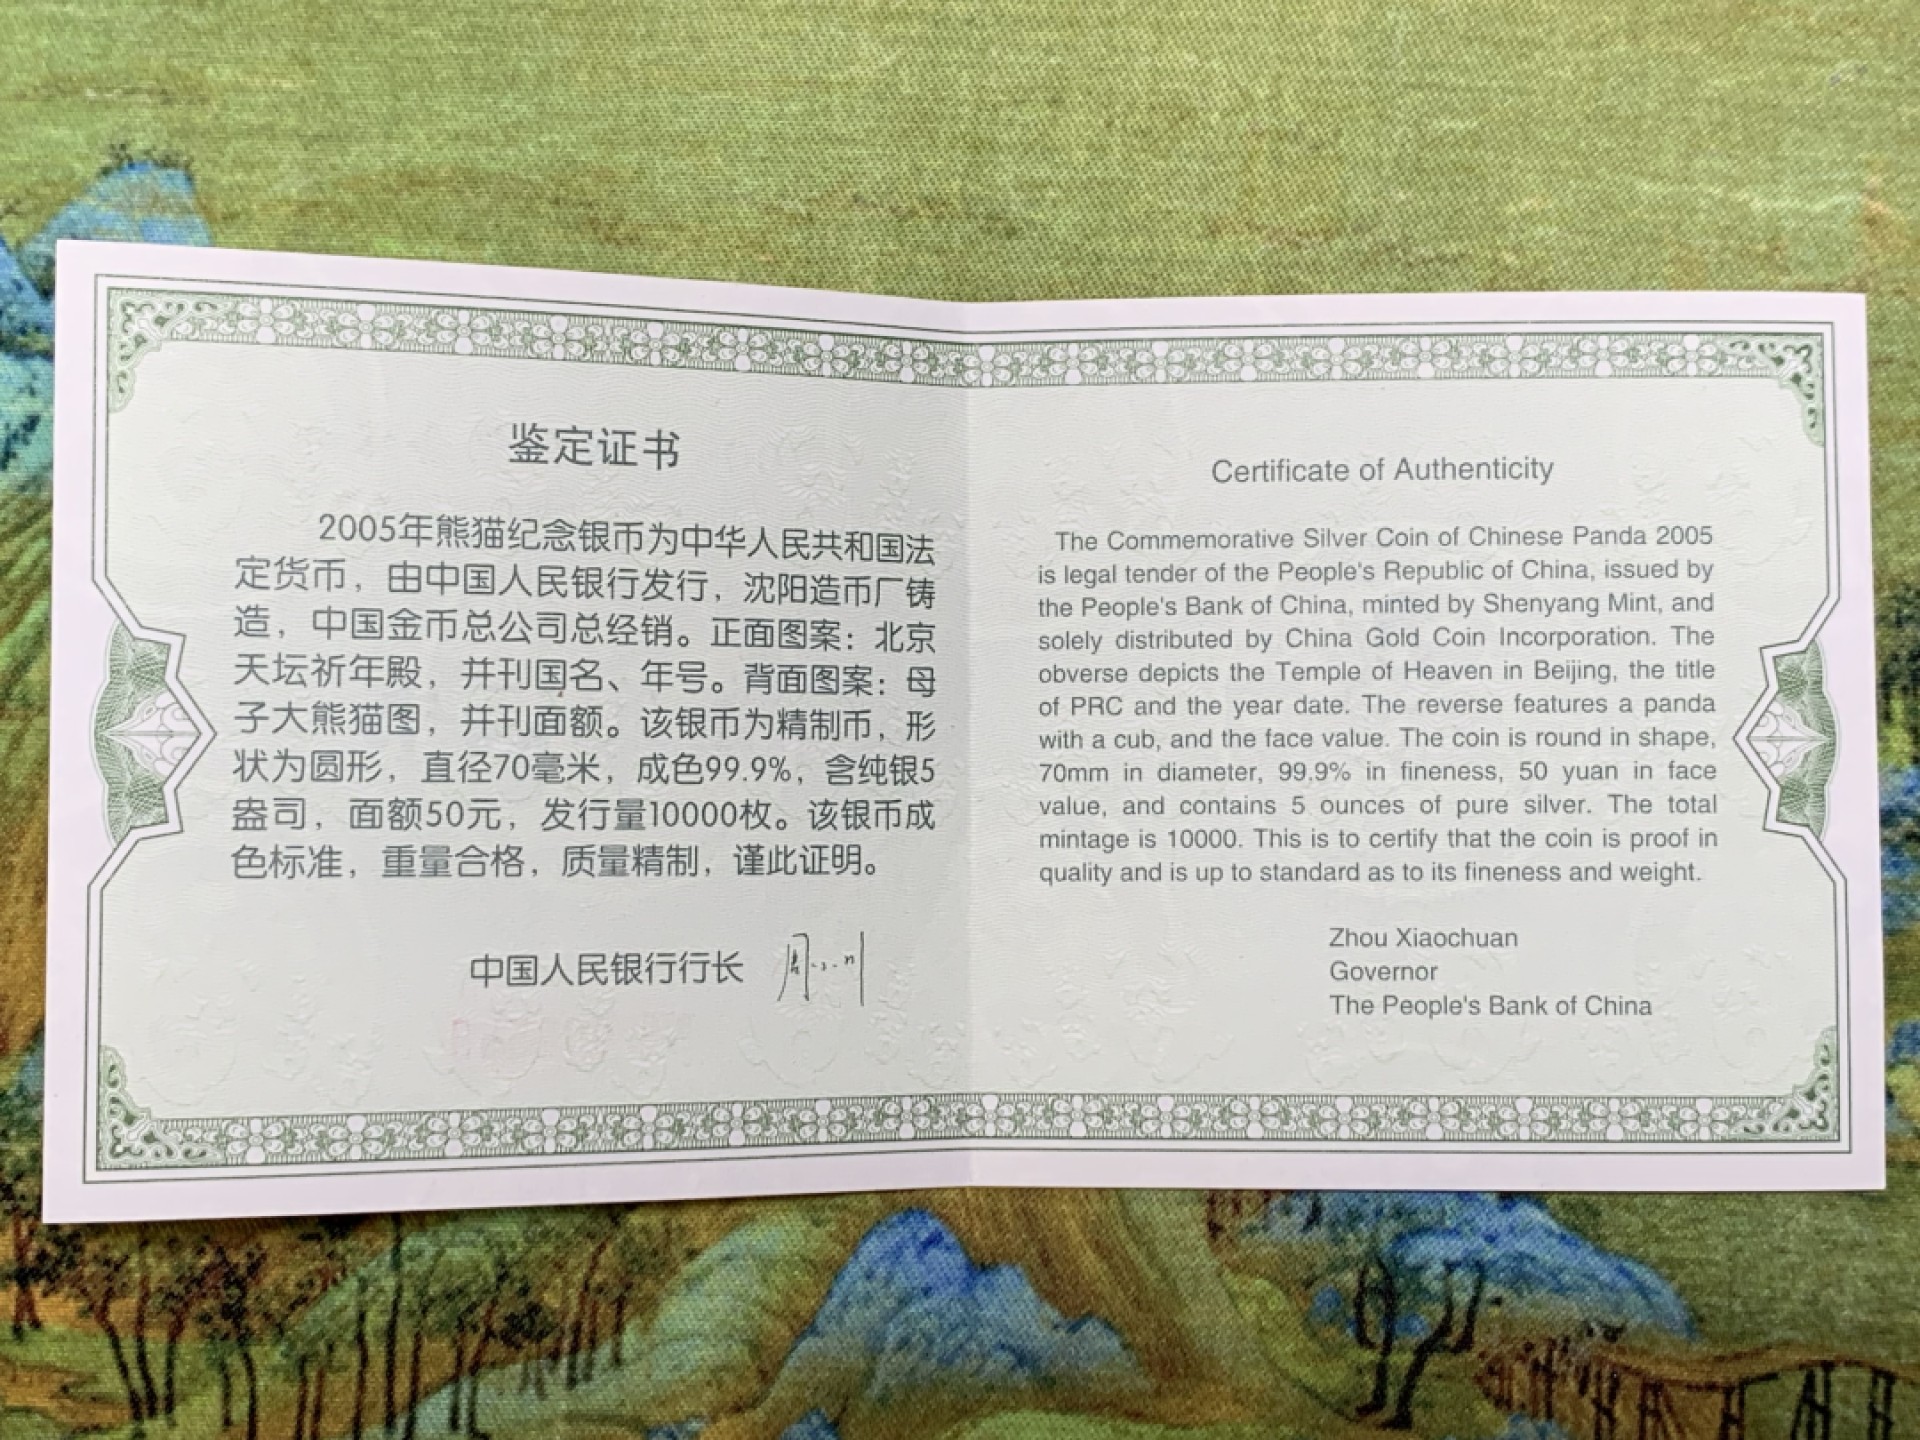 鉴定证书
2005年熊猫纪念银币为中华人民共和国法
定货币，由中国人民银行发行，沈阳造币厂铸
造，中国金币总公司总经销。正面图案：北京
天坛祈年殿，并刊国名、年号。背面图案：母
子大熊猫图，并刊面额。该银币为精制币，形
状为圆形，直径70毫米，成色99.9%，含纯银5
盎司，面额50元，发行量10000枚。该银币成
色标准，重量合格，质量精制，谨此证明。
中国人民银行行长 周小川
Certificate of Authenticity
The Commemorative Silver Coin of Chinese Panda 2005
is legal tender of the People's Republic of China, issued by
the People's Bank of China, minted by Shenyang Mint, and
solely distributed by China Gold Coin Incorporation. The
obverse depicts the Temple of Heaven in Beijing, the title
of PRC and the year date. The reverse features a panda
with a cub, and the face value. The coin is round in shape,
70mm in diameter, 99.9% in fineness, 50 yuan in face
value, and contains 5 ounces of pure silver. The total
mintage is 10000. This is to certify that the coin is proof in
quality and is up to standard as to its fineness and weight.
Zhou Xiaochuan
Governor
The People's Bank of China